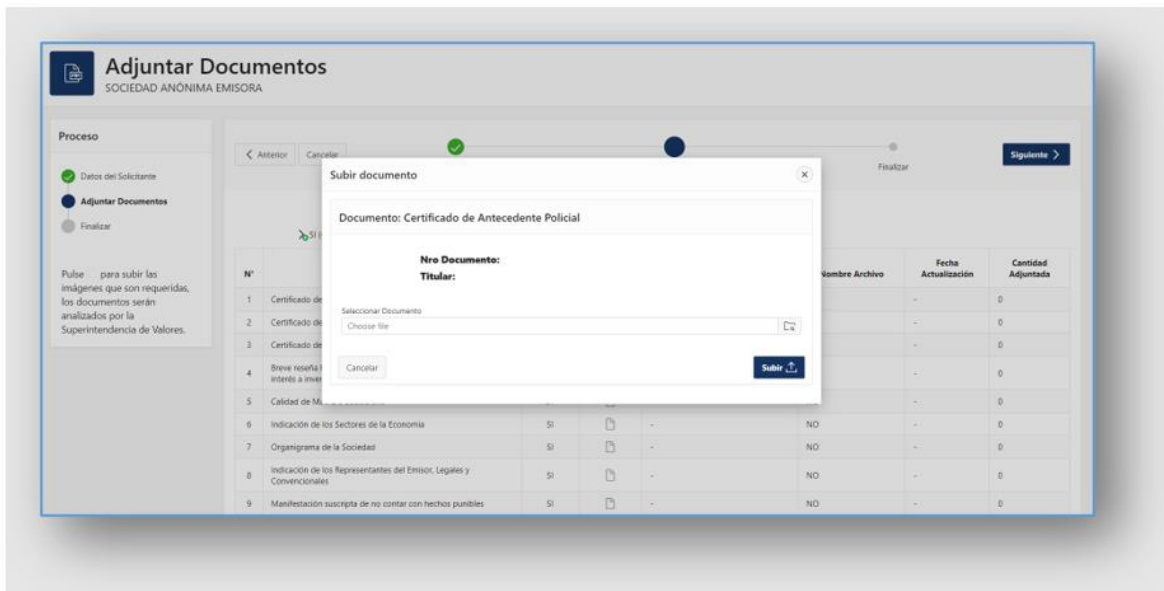 Adjuntar Documentos
SOCIEDAD ANÓNIMA EMISORA
Proceso
Datos del Solicitante
Adjuntar Documentos
Finalizar
Pulse para subir las
imágenes que son requeridas,
los documentos serán
analizados por la
Superintendencia de Valores.
Anterior Cancelar
Finalizar
Siguiente
SI
Subir documento
Documento: Certificado de Antecedente Policial
Nro Documento:
Titular:
Seleccionar Documento
Choose file
Cancelar Subir
N° Nombre Archivo Fecha Actualización Cantidad Adjuntada
1 Certificado de - 0
2 Certificado de - 0
3 Certificado de - 0
4 Breve reseña
interés a inver - 0
5 Calidad de - 0
6 Indicación de los Sectores de la Economía SI - NO - 0
7 Organigrama de la Sociedad SI - NO - 0
8 Indicación de los Representantes del Emisor, Legales y
Convencionales SI - NO - 0
9 Manifestación suscripta de no contar con hechos punibles SI - NO - 0